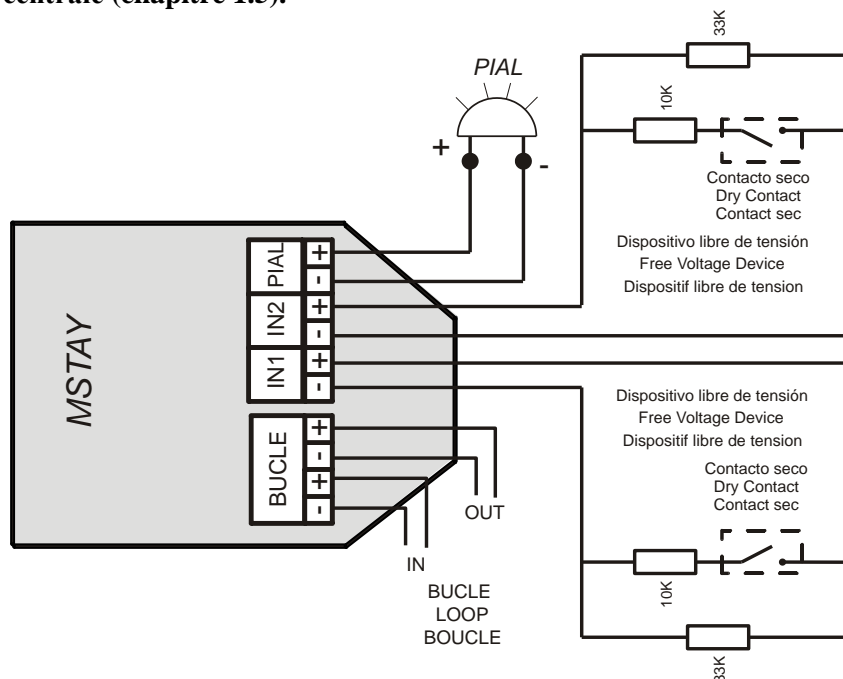 centrale (chapitre 1.3).
33K
PIAL
10K
+
-
Contacto seco
Dry Contact
Contact sec
Dispositivo libre de tensión
Free Voltage Device
Dispositif libre de tension
MSTAY
PIAL
+
-
IN2
+
-
IN1
+
-
BUCLE
+
-
+
-
OUT
IN
BUCLE
LOOP
BOUCLE
Dispositivo libre de tensión
Free Voltage Device
Dispositif libre de tension
Contacto seco
Dry Contact
Contact sec
10K
33K